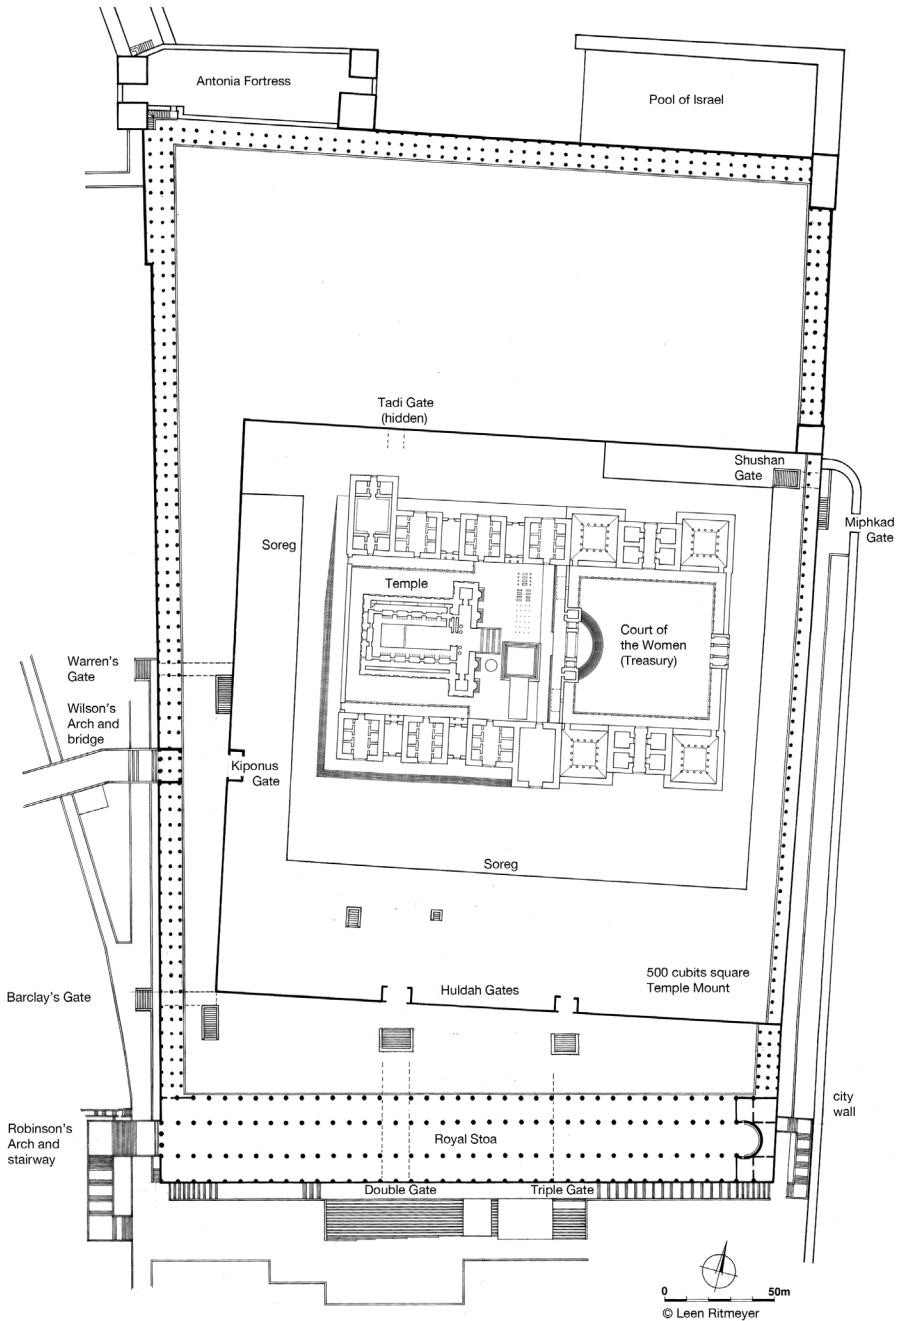 Antonia Fortress
Pool of Israel
Tadi Gate
(hidden)
Shushan
Gate
Miphkad
Gate
Soreg
Temple
Court of
the Women
(Treasury)
Warren's
Gate
Wilson's
Arch and
bridge
Kiponus
Gate
Soreg
500 cubits square
Temple Mount
Huldah Gates
Barclay's Gate
city
wall
Robinson's
Arch and
stairway
Royal Stoa
Double Gate
Triple Gate
0 50m
© Leen Ritmeyer